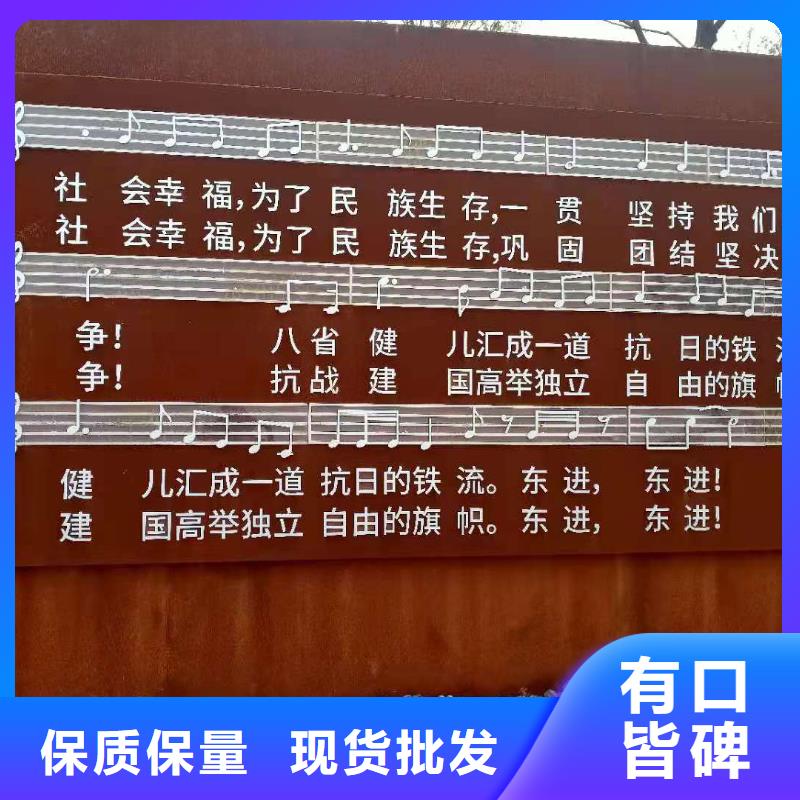 社 会幸 福,为了 民 族生 存,一 贯 坚持 我们
社 会幸 福,为了 民 族生 存,巩 固 团结 坚决
争! 八省 健 儿汇成一道 抗 日的铁
争! 抗战 建 国高举独立 自 由的旗
健 儿汇成一道 抗日的铁 流。东 进, 东 进!
建 国高举独立 自由的旗 帜。东 进, 东 进!
有口
皆碑
保质保量 现货批发